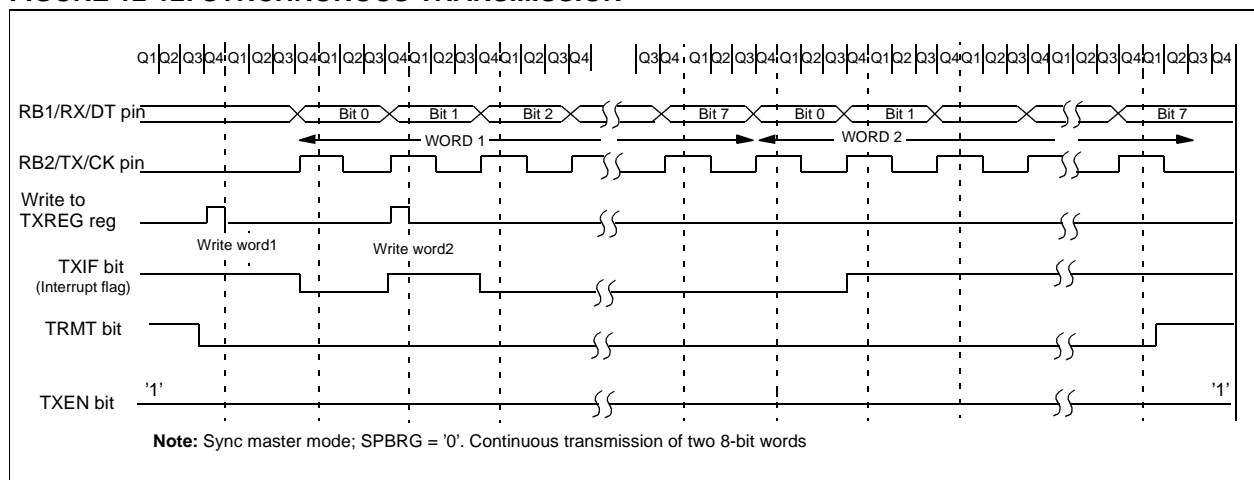 Q1 Q2 Q3 Q4 Q1 Q2 Q3 Q4 Q1 Q2 Q3 Q4 Q1 Q2 Q3 Q4 Q1 Q2 Q3 Q4 Q3 Q4 Q1 Q2 Q3 Q4 Q1 Q2 Q3 Q4 Q1 Q2 Q3 Q4 Q1 Q2 Q3 Q4 Q1 Q2 Q3 Q4 Q1 Q2 Q3 Q4
RB1/RX/DT pin Bit 0 Bit 1 Bit 2 Bit 7 Bit 0 Bit 1 Bit 7
WORD 1 WORD 2
RB2/TX/CK pin
Write to
TXREG reg
Write word1 Write word2
TXIF bit
(Interrupt flag)
TRMT bit
'1' '1'
TXEN bit
Note: Sync master mode; SPBRG = '0'. Continuous transmission of two 8-bit words